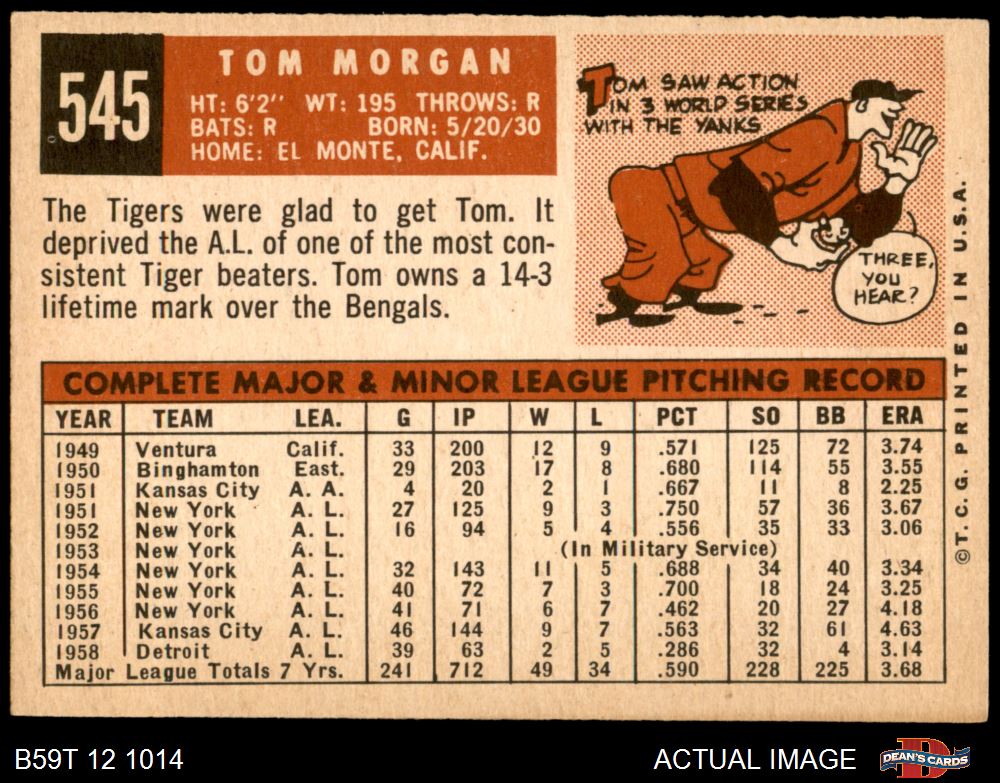 545
TOM MORGAN
HT: 6'2" WT: 195 THROWS: R
BATS: R BORN: 5/20/30
HOME: EL MONTE, CALIF.
The Tigers were glad to get Tom. It
deprived the A.L. of one of the most con-
sistent Tiger beaters. Tom owns a 14-3
lifetime mark over the Bengals.
TOM SAW ACTION
IN 3 WORLD SERIES
WITH THE YANKS
THREE,
YOU
HEAR?
COMPLETE MAJOR & MINOR LEAGUE PITCHING RECORD
YEAR TEAM LEA. G IP W L PCT SO BB ERA
1949 Ventura Calif. 33 200 12 9 .571 125 72 3.74
1950 Binghamton East. 29 203 17 8 .680 114 55 3.55
1951 Kansas City A. A. 4 20 2 1 .667 11 8 2.25
1951 New York A. L. 27 125 9 3 .750 57 36 3.67
1952 New York A. L. 16 94 5 4 .556 35 33 3.06
1953 New York A. L. (In Military Service)
1954 New York A. L. 32 143 11 5 .688 34 40 3.34
1955 New York A. L. 40 72 7 3 .700 18 24 3.25
1956 New York A. L. 41 71 6 7 .462 20 27 4.18
1957 Kansas City A. L. 46 144 9 7 .563 32 61 4.63
1958 Detroit A. L. 39 63 2 5 .286 32 4 3.14
Major League Totals 7 Yrs. 241 712 49 34 .590 228 225 3.68
©T.C.G. PRINTED IN U.S.A.
B59T 12 1014
ACTUAL IMAGE
DEAN'S CARDS